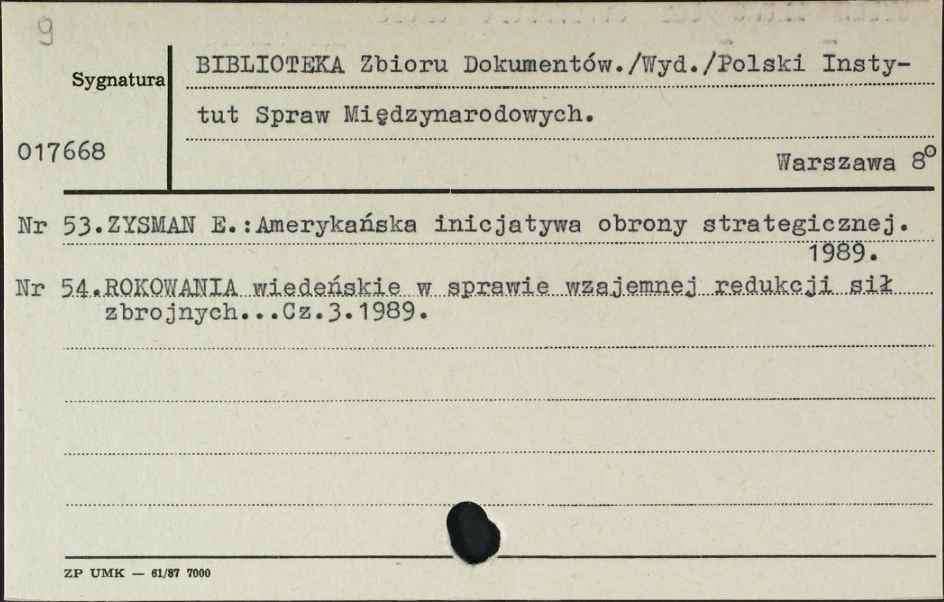 9
BIBLIOTEKA Zbioru Dokumentów./Wyd./Polski Insty-
Sygnatura
tut Spraw Międzynarodowych.
017668
Warszawa 8º
Nr 53.ZYSMAN E.:Amerykańska inicjatywa obrony strategicznej.
1989.
Nr 54.ROKOWANIA wiedeńskie w sprawie wzajemnej redukcji sił
zbrojnych...Cz.3.1989.
ZP UMK — 61/87 7000